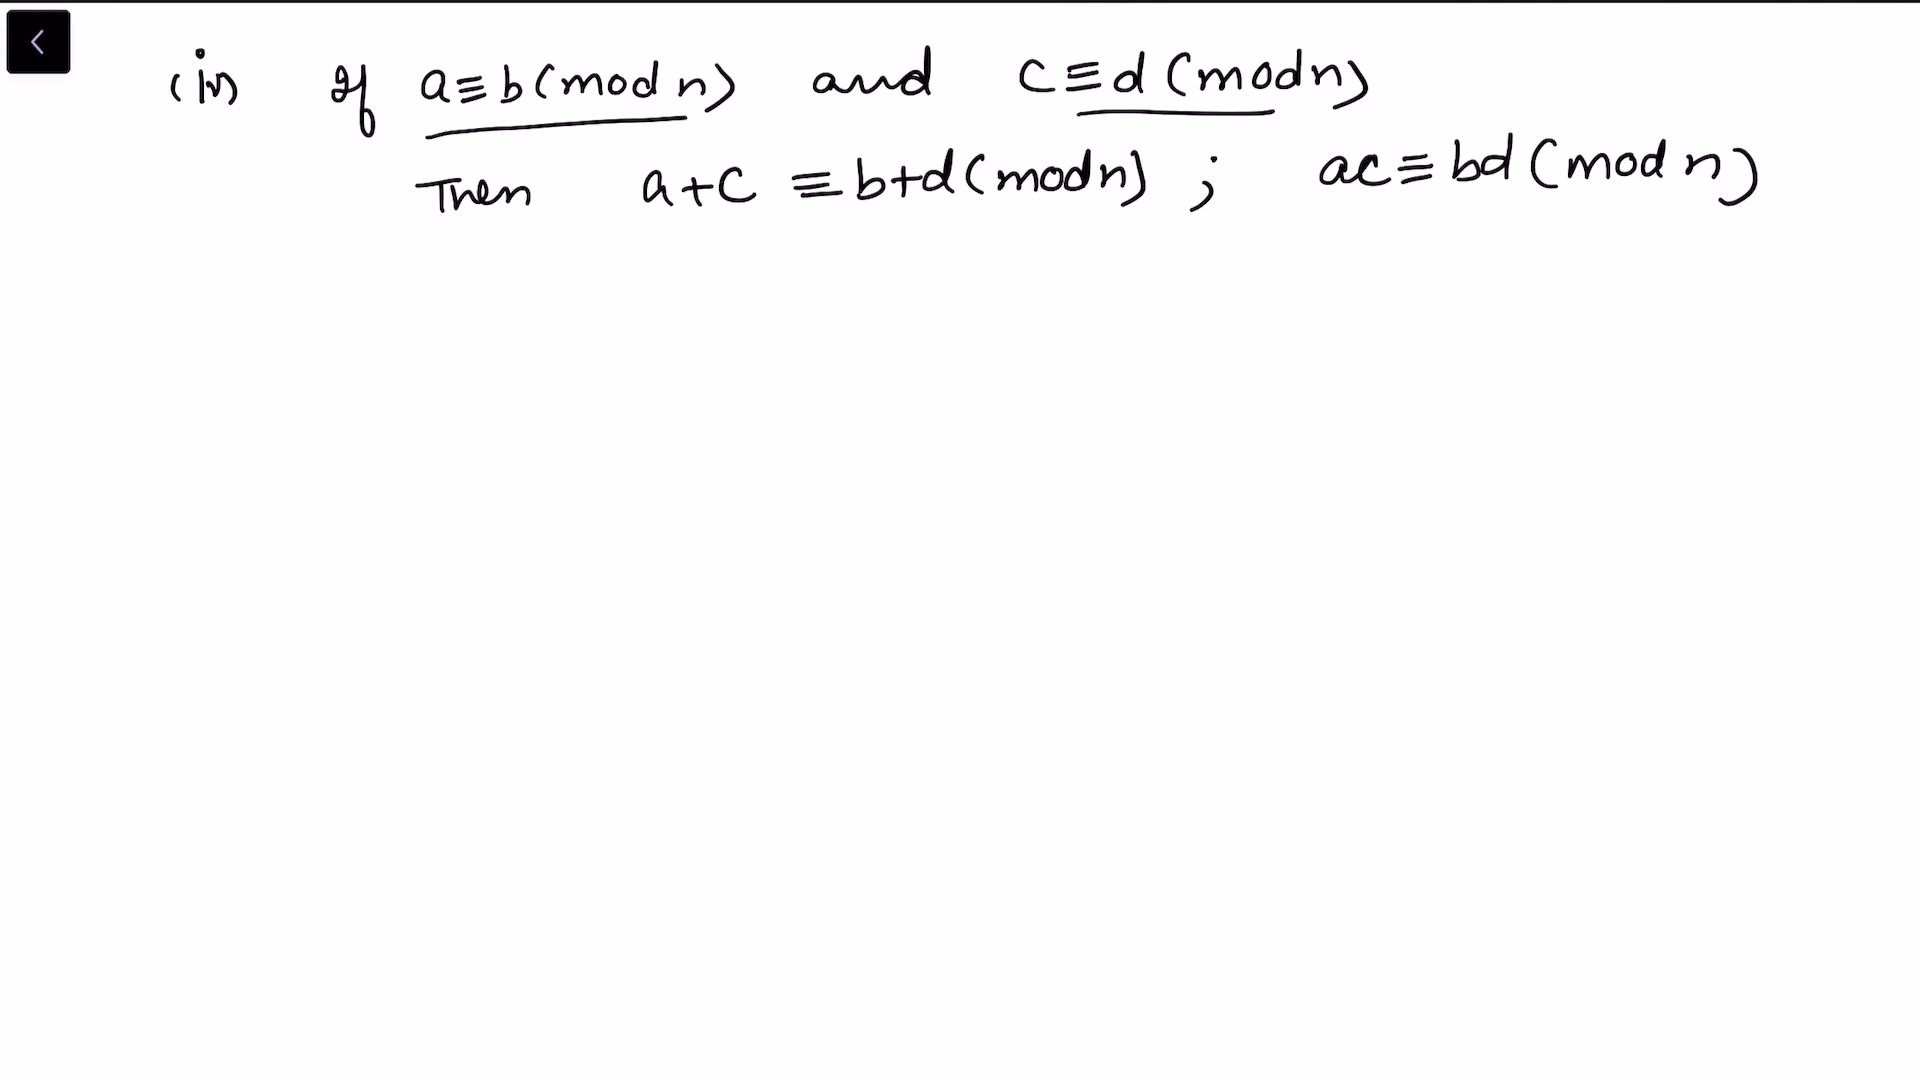 (iv) If a≡b(mod n) and c≡d (mod n)
Then a+c ≡ b+d (mod n) ; ac≡ bd (mod n)